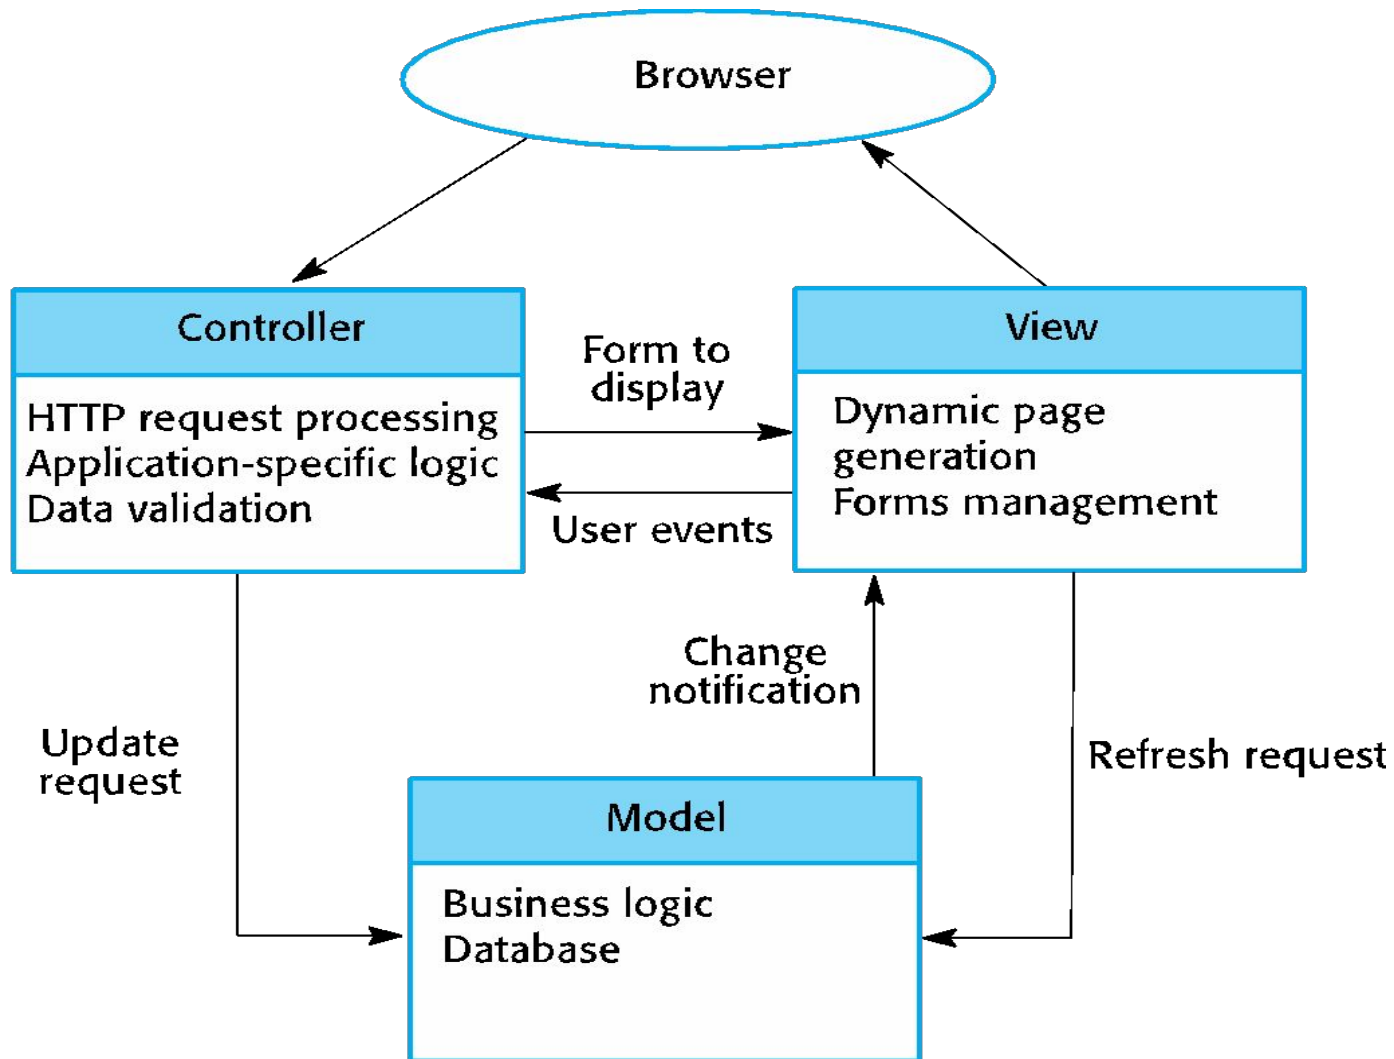 Browser
Controller
HTTP request processing
Application-specific logic
Data validation
Form to
display
User events
View
Dynamic page
generation
Forms management
Update
request
Change
notification
Refresh request
Model
Business logic
Database